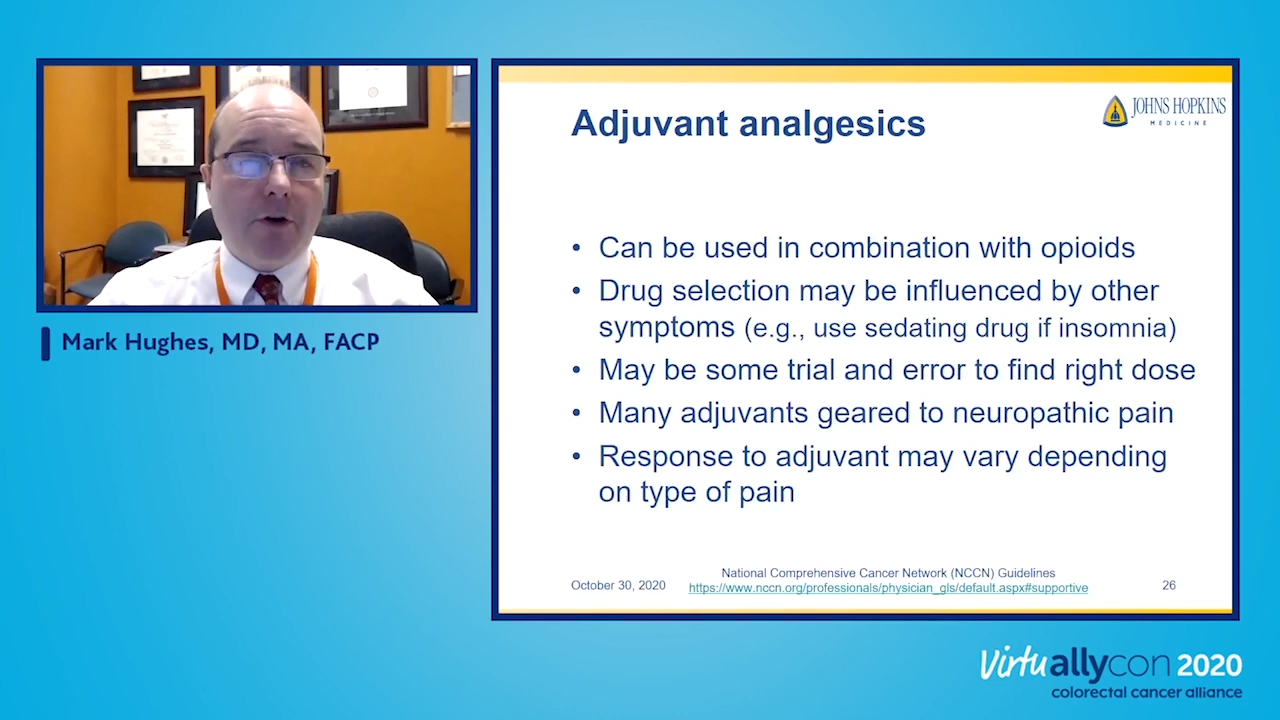 Mark Hughes, MD, MA, FACP
Adjuvant analgesics
JOHNS HOPKINS
MEDICINE
• Can be used in combination with opioids
• Drug selection may be influenced by other
symptoms (e.g., use sedating drug if insomnia)
• May be some trial and error to find right dose
• Many adjuvants geared to neuropathic pain
• Response to adjuvant may vary depending
on type of pain
October 30, 2020
National Comprehensive Cancer Network (NCCN) Guidelines
https://www.nccn.org/professionals/physician_gls/default.aspx#supportive
26
Virtuallycon 2020
colorectal cancer alliance